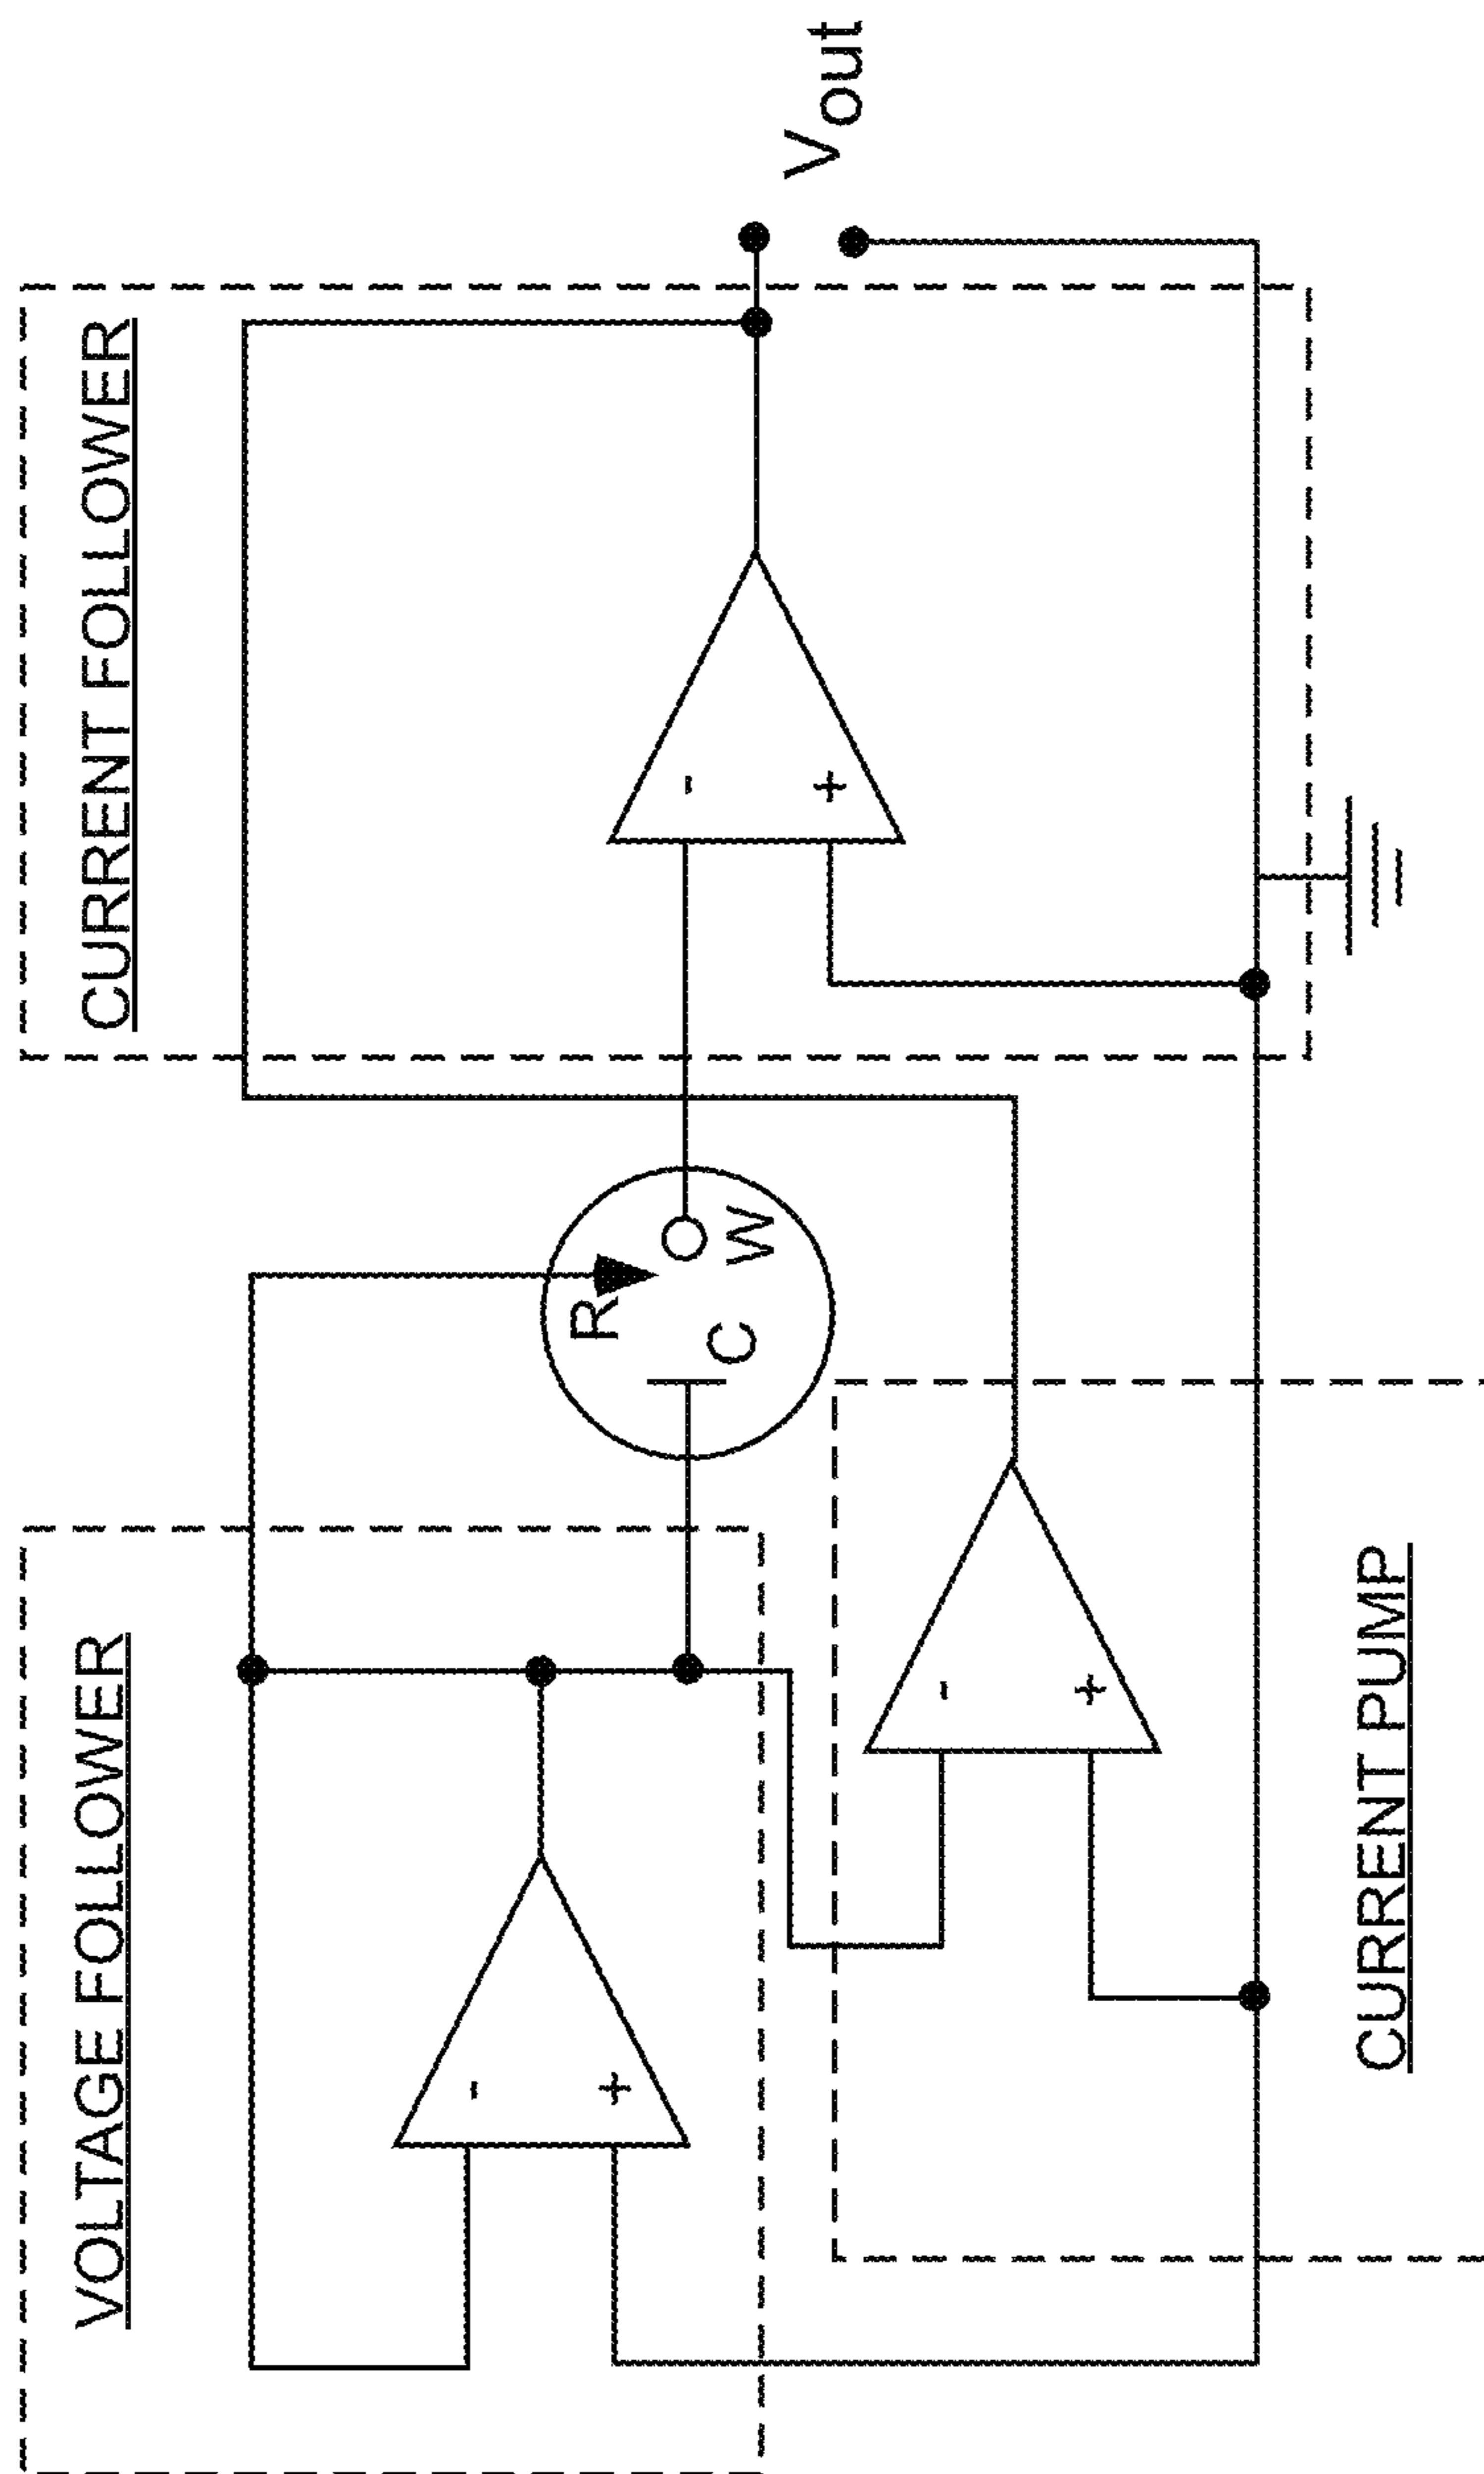 VOLTAGE FOLLOWER
-
+
CURRENT FOLLOWER
-
+
R
C
W
Vout
CURRENT PUMP
-
+